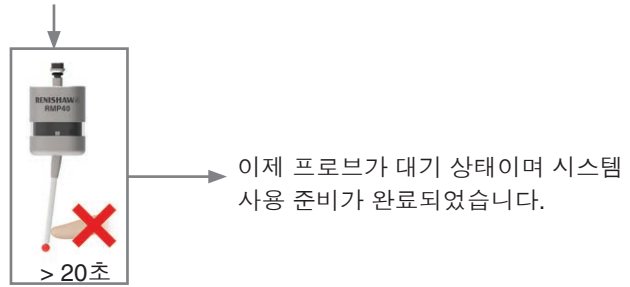 RENISHAW
RMP40
> 20초
이제 프로브가 대기 상태이며 시스템
사용 준비가 완료되었습니다.